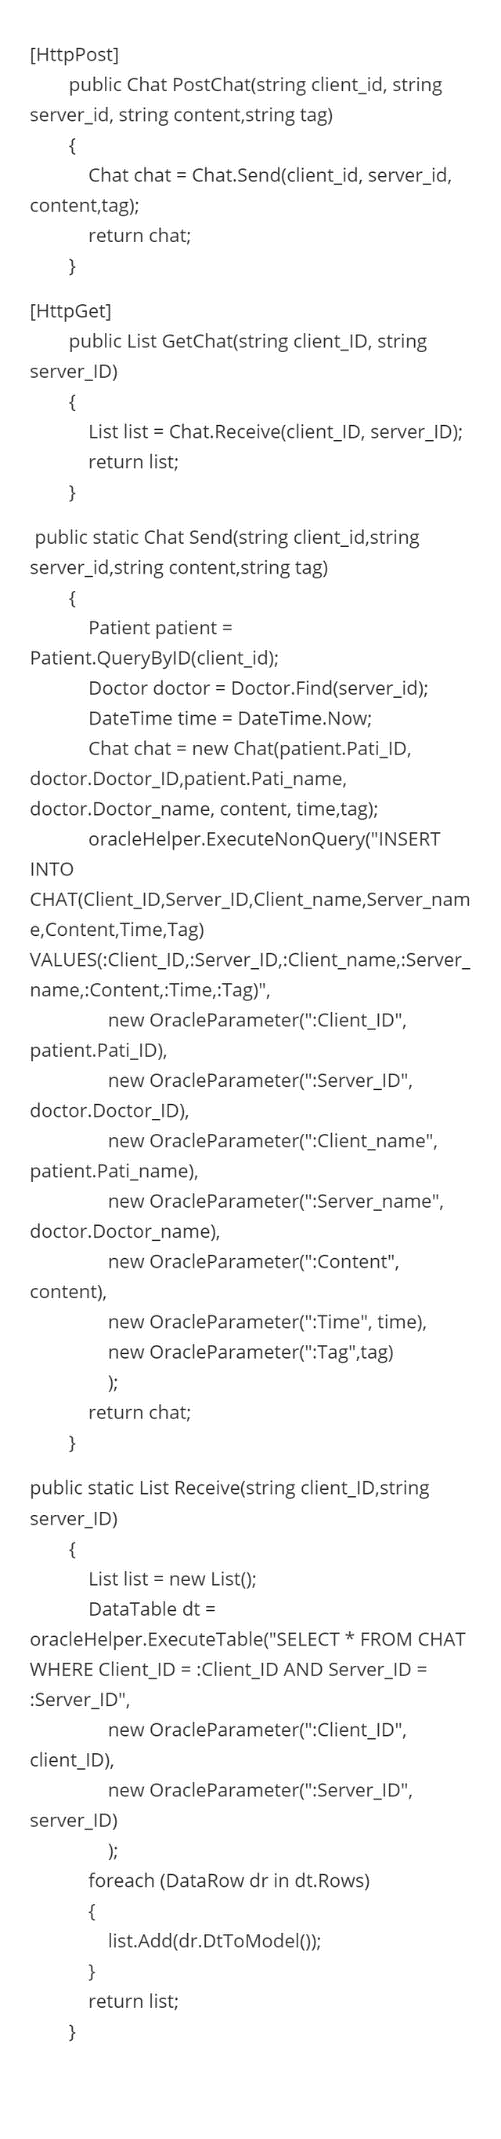 [HttpPost]
public Chat PostChat(string client_id, string
server_id, string content,string tag)
{
Chat chat = Chat.Send(client_id, server_id,
content,tag);
return chat;
}
[HttpGet]
public List GetChat(string client_ID, string
server_ID)
{
List list = Chat.Receive(client_ID, server_ID);
return list;
}
public static Chat Send(string client_id,string
server_id,string content,string tag)
{
Patient patient =
Patient.QueryByID(client_id);
Doctor doctor = Doctor.Find(server_id);
DateTime time = DateTime.Now;
Chat chat = new Chat(patient.Pati_ID,
doctor.Doctor_ID,patient.Pati_name,
doctor.Doctor_name, content, time,tag);
oracleHelper.ExecuteNonQuery("INSERT
INTO
CHAT(Client_ID,Server_ID,Client_name,Server_nam
e,Content,Time,Tag)
VALUES(:Client_ID,:Server_ID,:Client_name,:Server_
name,:Content,:Time,:Tag)",
new OracleParameter(":Client_ID",
patient.Pati_ID),
new OracleParameter(":Server_ID",
doctor.Doctor_ID),
new OracleParameter(":Client_name",
patient.Pati_name),
new OracleParameter(":Server_name",
doctor.Doctor_name),
new OracleParameter(":Content",
content),
new OracleParameter(":Time", time),
new OracleParameter(":Tag",tag)
);
return chat;
}
public static List Receive(string client_ID,string
server_ID)
{
List list = new List();
DataTable dt =
oracleHelper.ExecuteTable("SELECT * FROM CHAT
WHERE Client_ID = :Client_ID AND Server_ID =
:Server_ID",
new OracleParameter(":Client_ID",
client_ID),
new OracleParameter(":Server_ID",
server_ID)
);
foreach (DataRow dr in dt.Rows)
{
list.Add(dr.DtToModel());
}
return list;
}